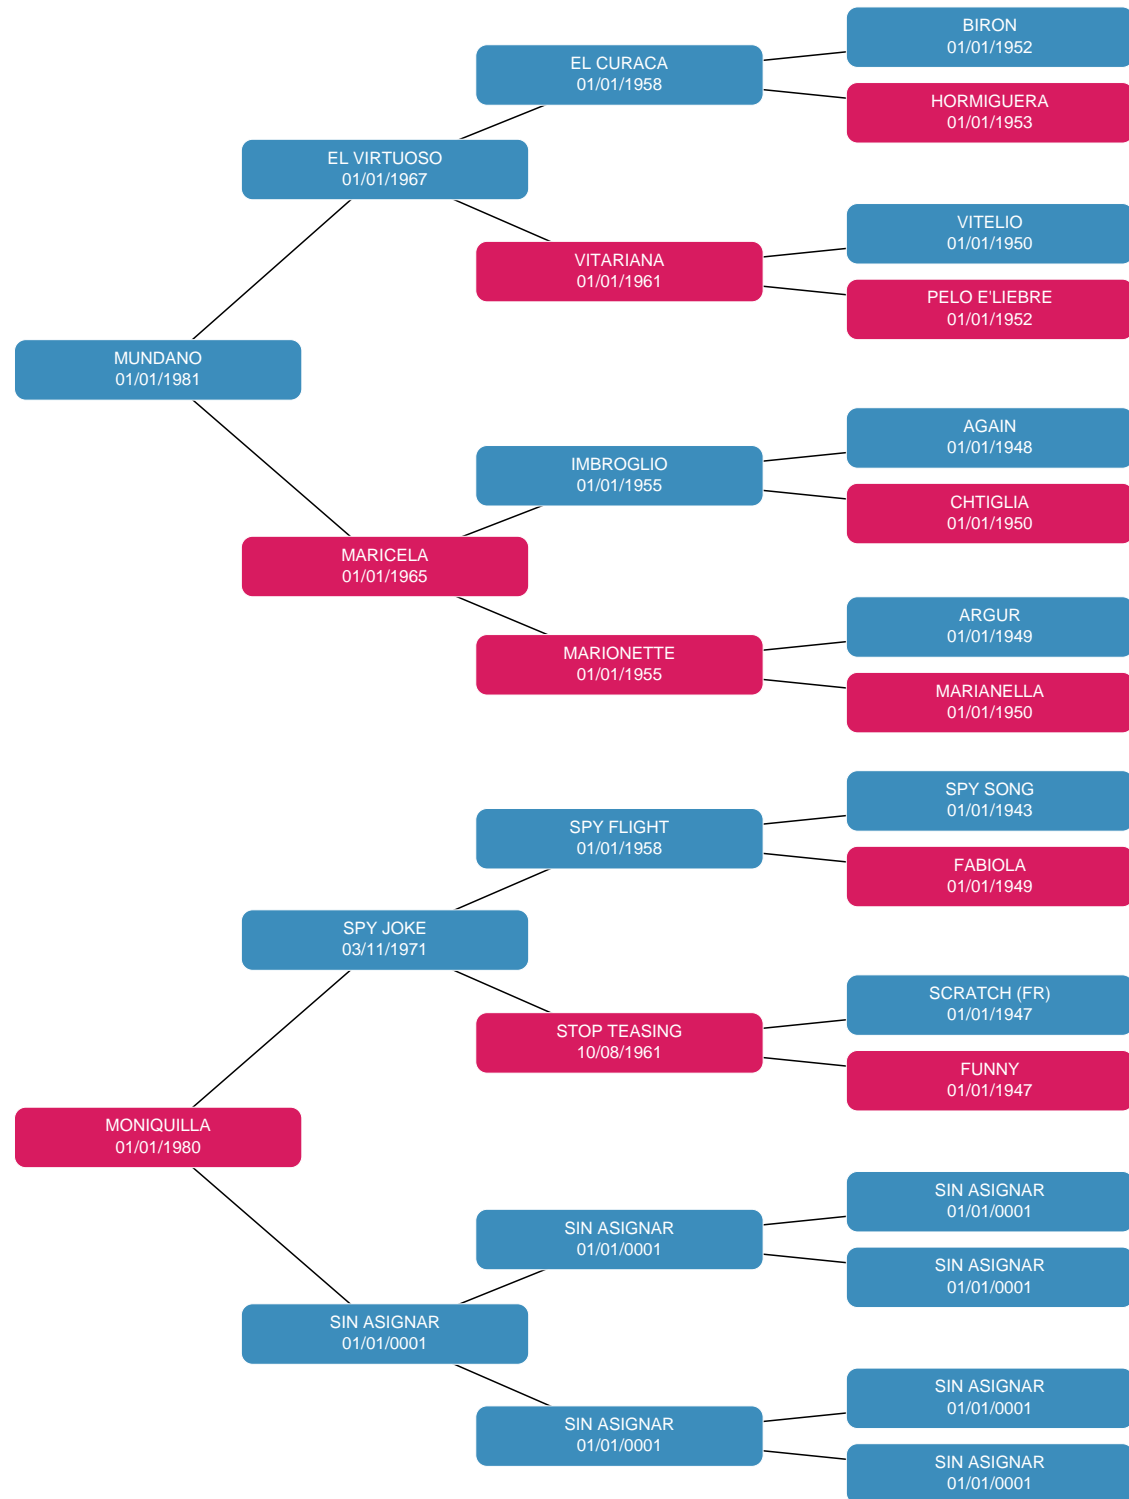 BIRON
01/01/1952
EL CURACA
01/01/1958
HORMIGUERA
01/01/1953
EL VIRTUOSO
01/01/1967
VITELIO
01/01/1950
VITARIANA
01/01/1961
PELO E'LIEBRE
01/01/1952
MUNDANO
01/01/1981
AGAIN
01/01/1948
IMBROGLIO
01/01/1955
CHTIGLIA
01/01/1950
MARICELA
01/01/1965
ARGUR
01/01/1949
MARIONETTE
01/01/1955
MARIANELLA
01/01/1950
SPY SONG
01/01/1943
SPY FLIGHT
01/01/1958
FABIOLA
01/01/1949
SPY JOKE
03/11/1971
SCRATCH (FR)
01/01/1947
STOP TEASING
10/08/1961
FUNNY
01/01/1947
MONIQUILLA
01/01/1980
SIN ASIGNAR
01/01/0001
SIN ASIGNAR
01/01/0001
SIN ASIGNAR
01/01/0001
SIN ASIGNAR
01/01/0001
SIN ASIGNAR
01/01/0001
SIN ASIGNAR
01/01/0001
SIN ASIGNAR
01/01/0001